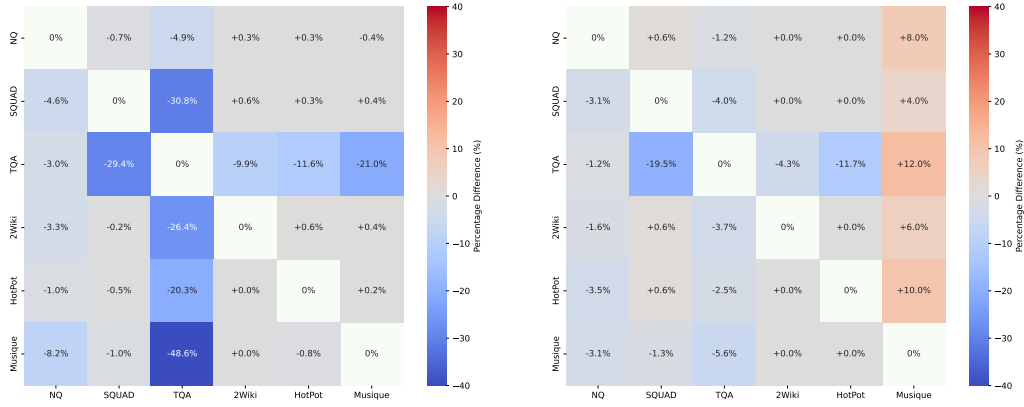 NQ 0% -0.7% -4.9% +0.3% +0.3% -0.4%
SQUAD -4.6% 0% -30.8% +0.6% +0.3% +0.4%
TQA -3.0% -29.4% 0% -9.9% -11.6% -21.0%
2Wiki -3.3% -0.2% -26.4% 0% +0.6% +0.4%
HotPot -1.0% -0.5% -20.3% +0.0% 0% +0.2%
Musique -8.2% -1.0% -48.6% +0.0% -0.8% 0%
NQ SQUAD TQA 2Wiki HotPot Musique
40
30
20
10
0
−10
−20
−30
−40
Percentage Difference (%)
NQ 0% +0.6% -1.2% +0.0% +0.0% +8.0%
SQUAD -3.1% 0% -4.0% +0.0% +0.0% +4.0%
TQA -1.2% -19.5% 0% -4.3% -11.7% +12.0%
2Wiki -1.6% +0.6% -3.7% 0% +0.0% +6.0%
HotPot -3.5% +0.6% -2.5% +0.0% 0% +10.0%
Musique -3.1% -1.3% -5.6% +0.0% +0.0% 0%
NQ SQUAD TQA 2Wiki HotPot Musique
40
30
20
10
0
−10
−20
−30
−40
Percentage Difference (%)